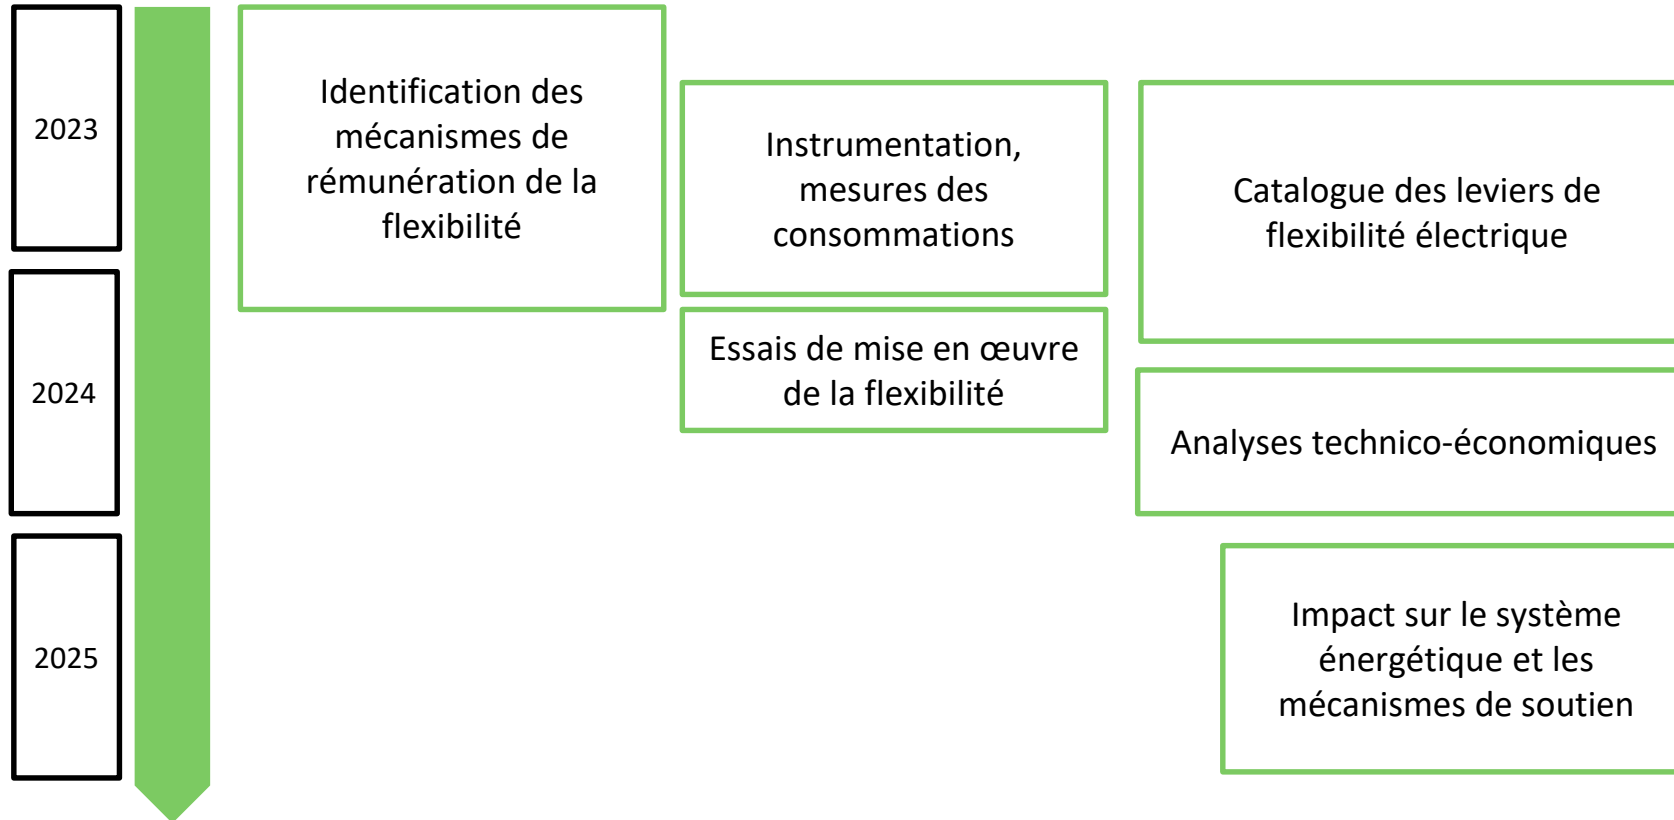 2023
Identification des
mécanismes de
rémunération de la
flexibilité
Instrumentation,
mesures des
consommations
Catalogue des leviers de
flexibilité électrique
2024
Essais de mise en œuvre
de la flexibilité
Analyses technico-économiques
2025
Impact sur le système
énergétique et les
mécanismes de soutien